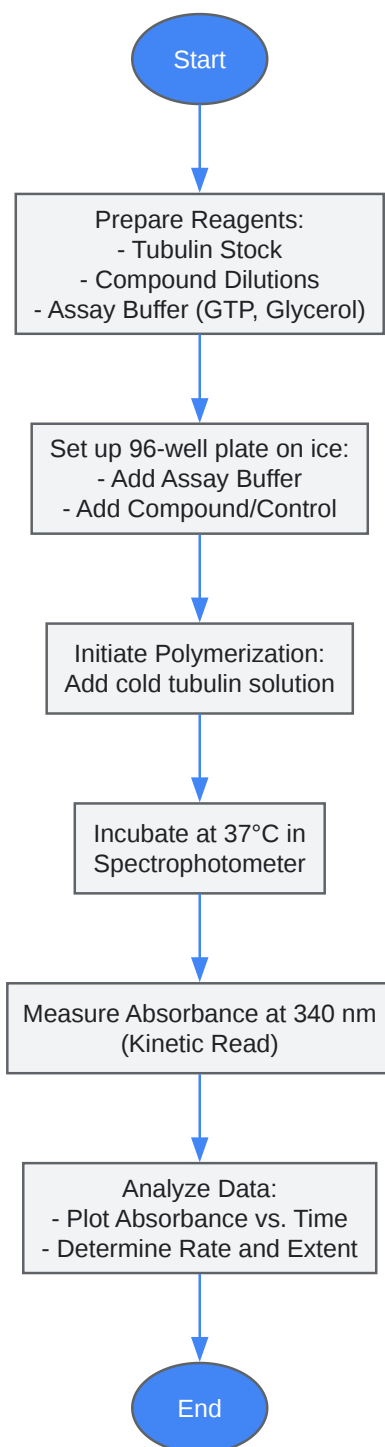 Start
Prepare Reagents:
- Tubulin Stock
- Compound Dilutions
- Assay Buffer (GTP, Glycerol)
Set up 96-well plate on ice:
- Add Assay Buffer
- Add Compound/Control
Initiate Polymerization:
Add cold tubulin solution
Incubate at 37°C in
Spectrophotometer
Measure Absorbance at 340 nm
(Kinetic Read)
Analyze Data:
- Plot Absorbance vs. Time
- Determine Rate and Extent
End